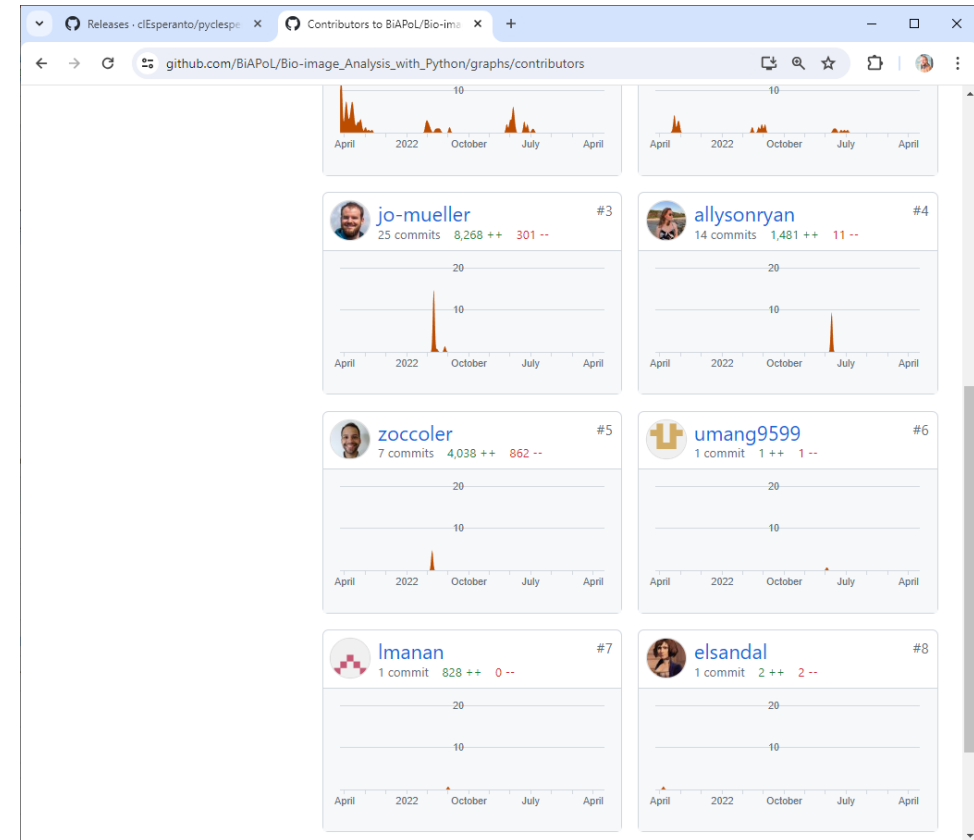 Releases · clEsperanto/pyclespe
Contributors to BiAPoL/Bio-ima
github.com/BiAPoL/Bio-image_Analysis_with_Python/graphs/contributors
10
April 2022 October July April
10
April 2022 October July April
jo-mueller #3
25 commits 8,268 ++ 301 --
20
10
April 2022 October July April
allysonryan #4
14 commits 1,481 ++ 11 --
20
10
April 2022 October July April
zoccoler #5
7 commits 4,038 ++ 862 --
20
10
April 2022 October July April
umang9599 #6
1 commit 1 ++ 1 --
20
10
April 2022 October July April
lmanan #7
1 commit 828 ++ 0 --
20
10
April 2022 October July April
elsandal #8
1 commit 2 ++ 2 --
20
10
April 2022 October July April